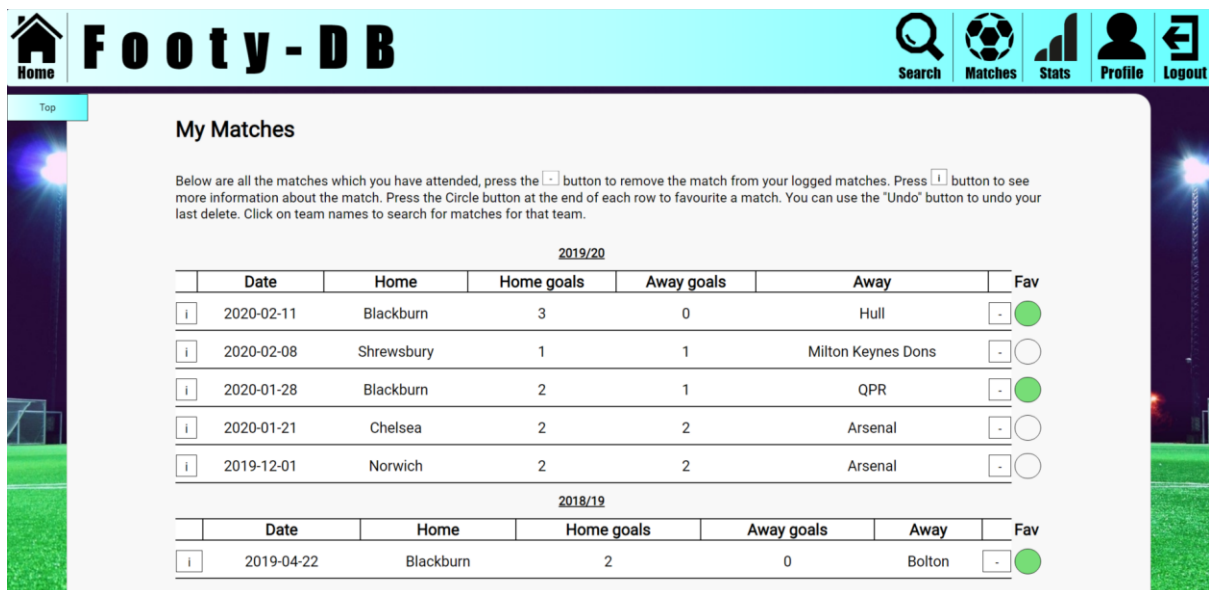 Footy-DB
Home
Search
Matches
Stats
Profile
Logout
Top
My Matches
Below are all the matches which you have attended, press the - button to remove the match from your logged matches. Press i button to see
more information about the match. Press the Circle button at the end of each row to favourite a match. You can use the "Undo" button to undo your
last delete. Click on team names to search for matches for that team.
2019/20
Date Home Home goals Away goals Away Fav
i 2020-02-11 Blackburn 3 0 Hull -
i 2020-02-08 Shrewsbury 1 1 Milton Keynes Dons -
i 2020-01-28 Blackburn 2 1 QPR -
i 2020-01-21 Chelsea 2 2 Arsenal -
i 2019-12-01 Norwich 2 2 Arsenal -
2018/19
Date Home Home goals Away goals Away Fav
i 2019-04-22 Blackburn 2 0 Bolton -